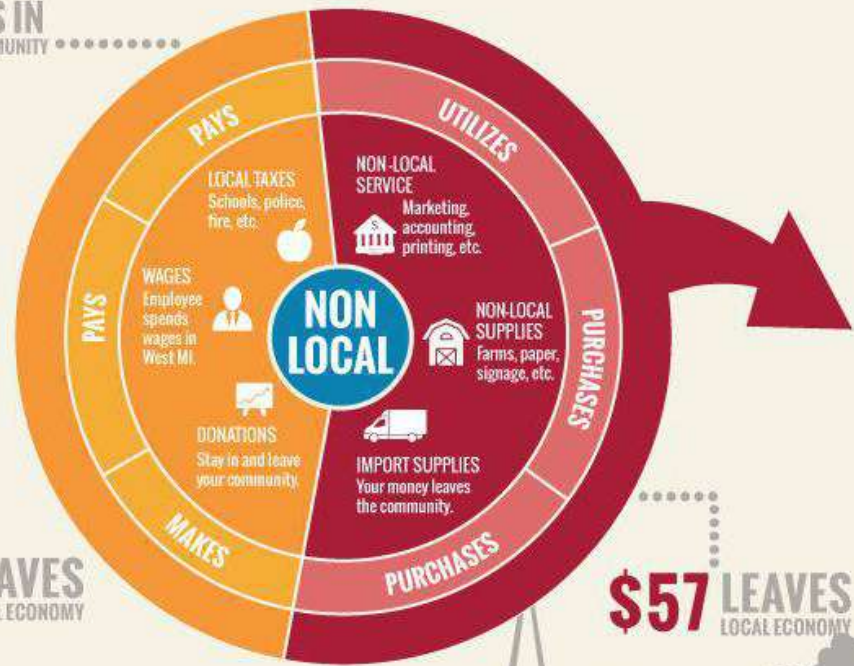 IN
PAYS
UTILIZES
LOCAL TAXES
Schools, police,
fire, etc.
NON-LOCAL
SERVICE
Marketing,
accounting,
printing, etc.
PAYS
WAGES
Employee
spends
wages in
West MI.
NON
LOCAL
NON-LOCAL
SUPPLIES
Farms, paper,
signage, etc.
PURCHASES
DONATIONS
Stay in and leave
your community.
IMPORT SUPPLIES
Your money leaves
the community.
MAKES
PURCHASES
ECONOMY
$57 LEAVES
LOCAL ECONOMY